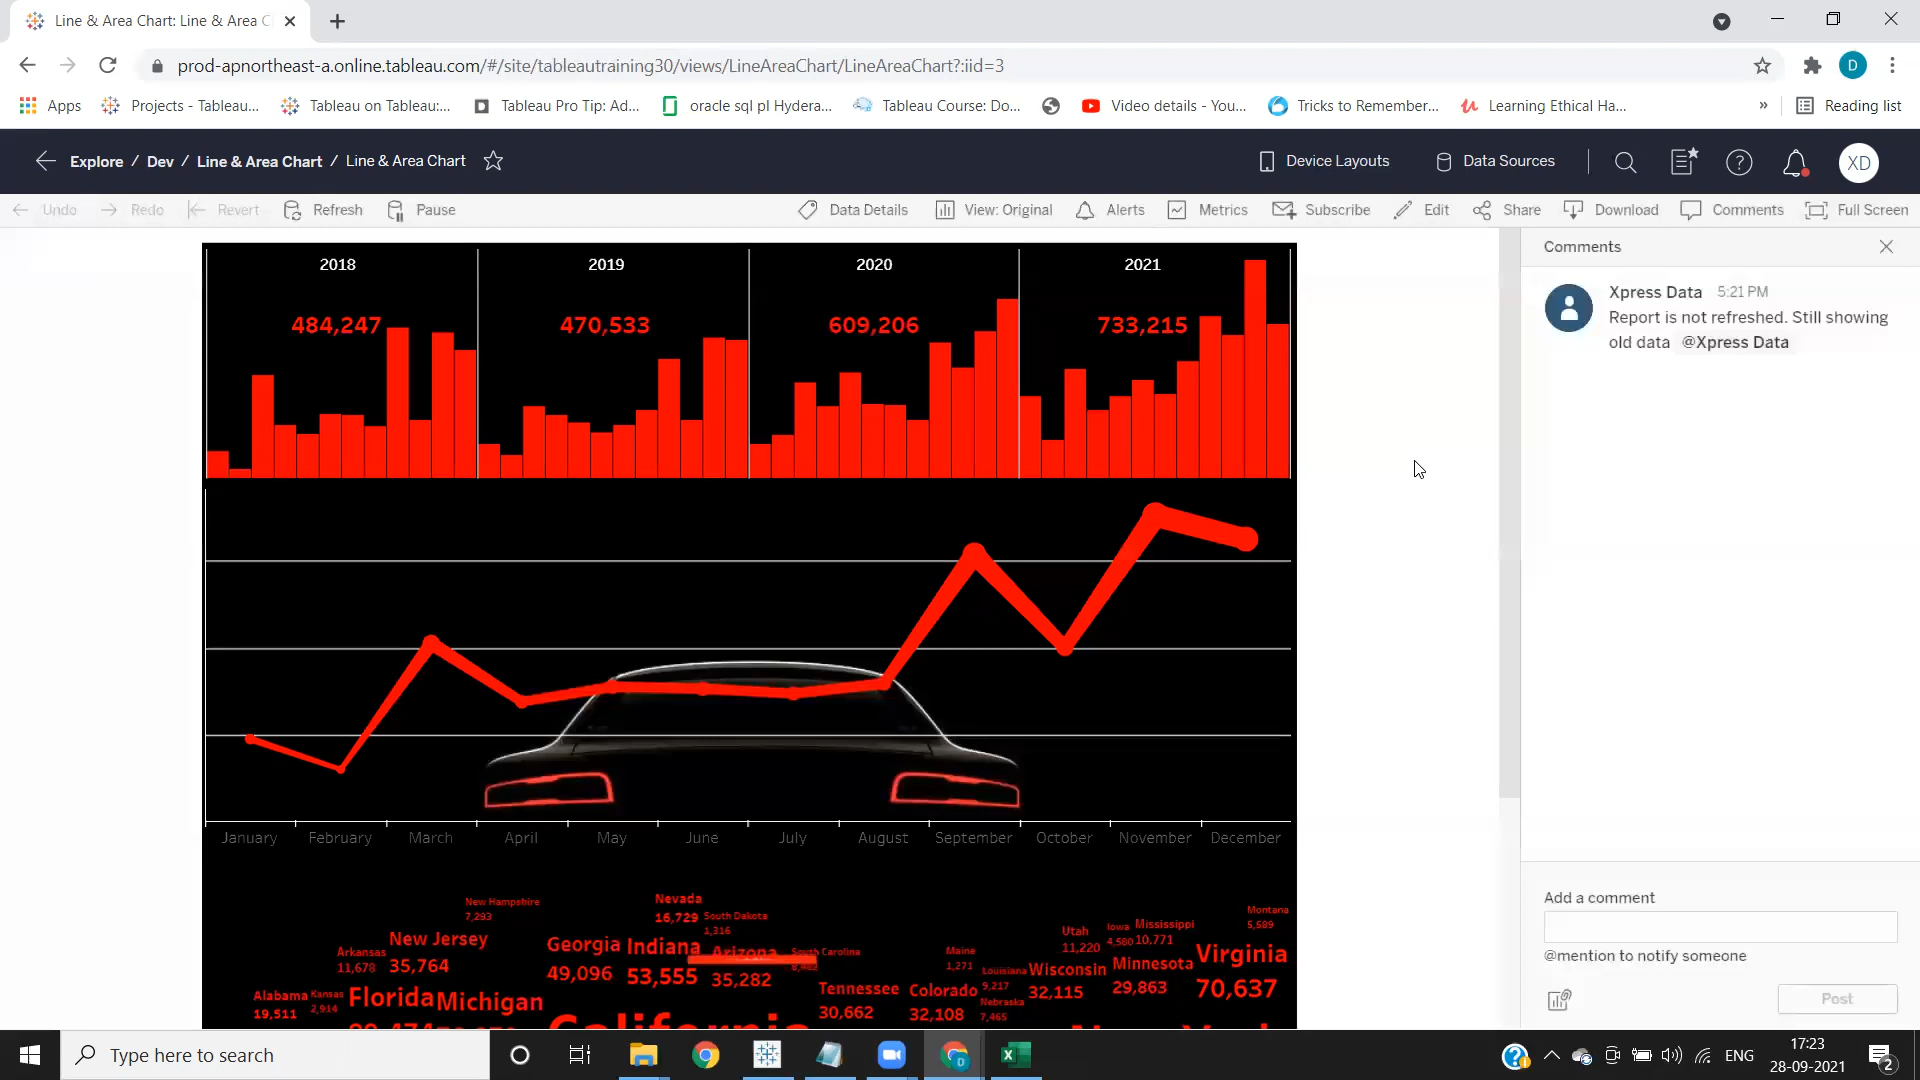 Line & Area Chart: Line & Area C
prod-apnortheast-a.online.tableau.com/#/site/tableautraining30/views/LineAreaChart/LineAreaChart?:iid=3
D
Apps
Projects - Tableau...
Tableau on Tableau:...
Tableau Pro Tip: Ad...
oracle sql pl Hydera...
Tableau Course: Do...
Video details - You...
Tricks to Remember...
Learning Ethical Ha...
»
Reading list
Explore / Dev / Line & Area Chart / Line & Area Chart
Device Layouts
Data Sources
XD
Undo
Redo
Revert
Refresh
Pause
Data Details
View: Original
Alerts
Metrics
Subscribe
Edit
Share
Download
Comments
Full Screen
2018
2019
2020
2021
484,247
470,533
609,206
733,215
January
February
March
April
May
June
July
August
September
October
November
December
New Hampshire
7,293
Nevada
16,729
South Dakota
1,316
Arkansas
11,678
New Jersey
35,764
Georgia
49,096
Indiana
53,555
Arizona
35,282
South Carolina
Maine
1,271
Utah
11,220
Iowa
4,580
Mississippi
10,771
Montana
5,589
Virginia
70,637
Louisiana
9,217
Wisconsin
32,115
Minnesota
29,863
Alabama
19,511
Kansas
2,914
Florida
Michigan
Tennessee
30,662
Colorado
32,108
Nebraska
7,465
California
Comments
Xpress Data 5:21 PM
Report is not refreshed. Still showing
old data @Xpress Data
Add a comment
@mention to notify someone
Post
Type here to search
ENG
17:23
28-09-2021
2